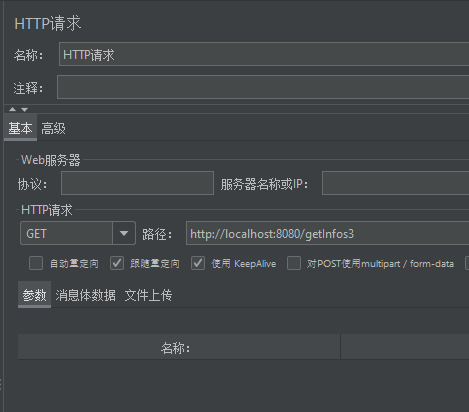 HTTP请求
名称： HTTP请求
注释：
基本 高级
Web服务器
协议： 服务器名称或IP：
HTTP请求
GET 路径： http://localhost:8080/getInfos3
自动重定向 跟随重定向 使用 KeepAlive 对POST使用multipart / form-data
参数 消息体数据 文件上传
名称：